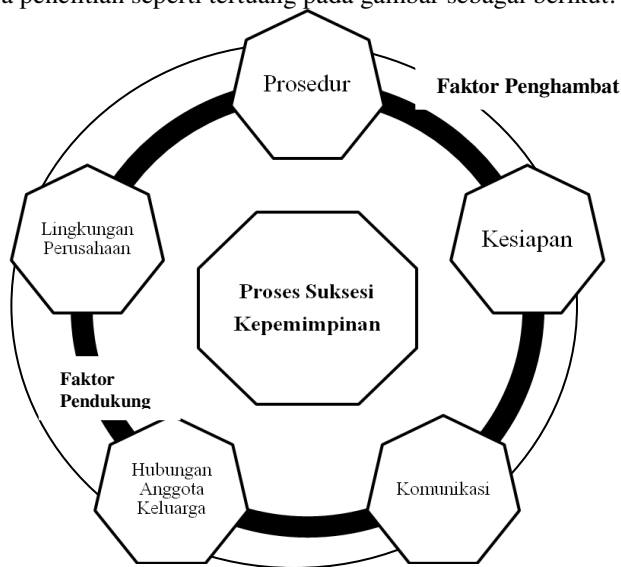 a penelitian seperti tertuang pada gambar sebagai berikut:
Prosedur
Faktor Penghambat
Lingkungan
Perusahaan
Kesiapan
Proses Suksesi
Kepemimpinan
Faktor
Pendukung
Hubungan
Anggota
Keluarga
Komunikasi